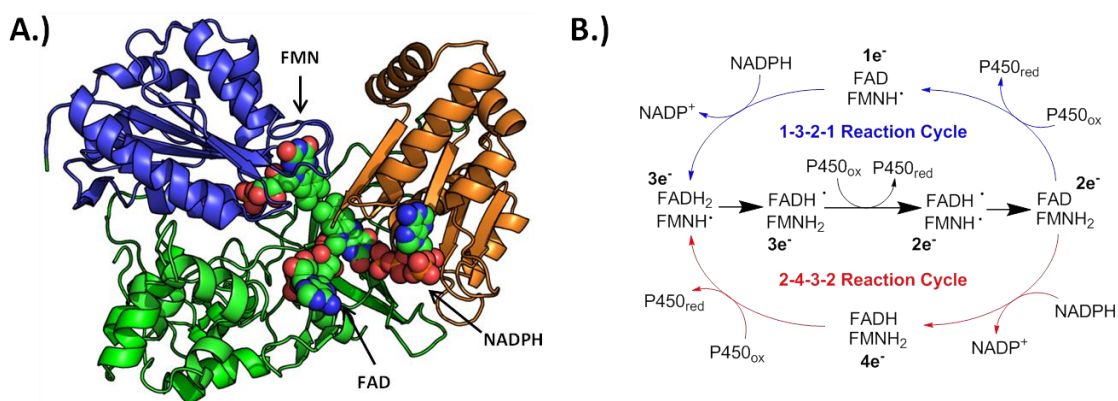 A.)
FMN
FAD
NADPH
B.)
1e⁻
FAD
FMNH•
NADPH
NADP⁺
P450red
P450ox
1-3-2-1 Reaction Cycle
3e⁻
FADH₂
FMNH•
FADH•
FMNH₂
3e⁻
P450ox
P450red
FADH•
FMNH•
2e⁻
2e⁻
FAD
FMNH₂
2-4-3-2 Reaction Cycle
P450red
P450ox
FADH
FMNH₂
4e⁻
NADPH
NADP⁺